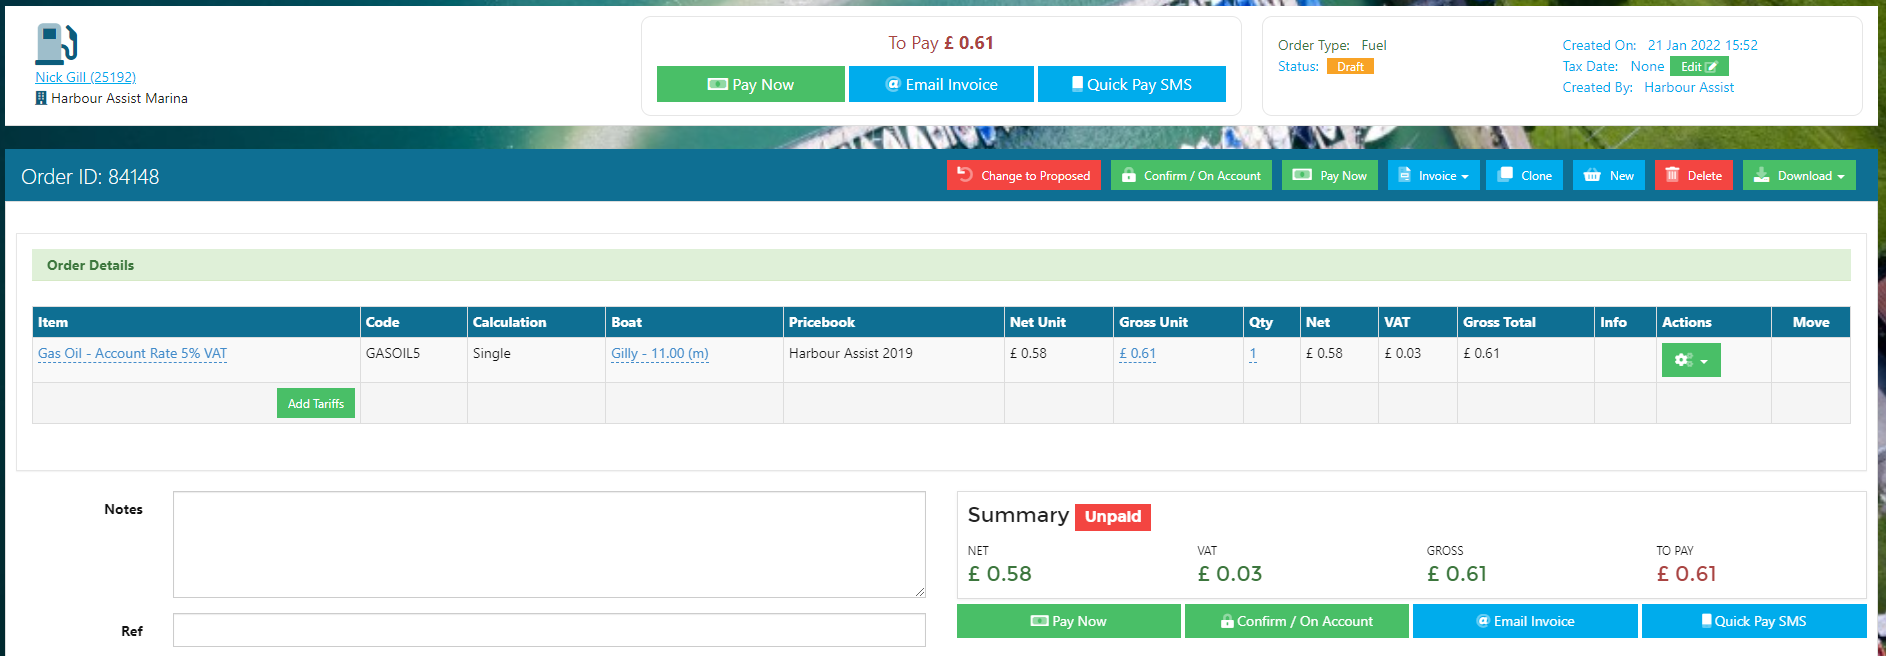 Nick Gill (25192)
Harbour Assist Marina
To Pay £ 0.61
Pay Now
Email Invoice
Quick Pay SMS
Order Type: Fuel
Status: Draft
Created On: 21 Jan 2022 15:52
Tax Date: None Edit
Created By: Harbour Assist
Order ID: 84148
Change to Proposed
Confirm / On Account
Pay Now
Invoice
Clone
New
Delete
Download
Order Details
Item Code Calculation Boat Pricebook Net Unit Gross Unit Qty Net VAT Gross Total Info Actions Move
Gas Oil - Account Rate 5% VAT GASOIL5 Single Gilly - 11.00 (m) Harbour Assist 2019 £ 0.58 £ 0.61 1 £ 0.58 £ 0.03 £ 0.61
Add Tariffs
Notes
Ref
Summary Unpaid
NET VAT GROSS TO PAY
£ 0.58 £ 0.03 £ 0.61 £ 0.61
Pay Now
Confirm / On Account
Email Invoice
Quick Pay SMS